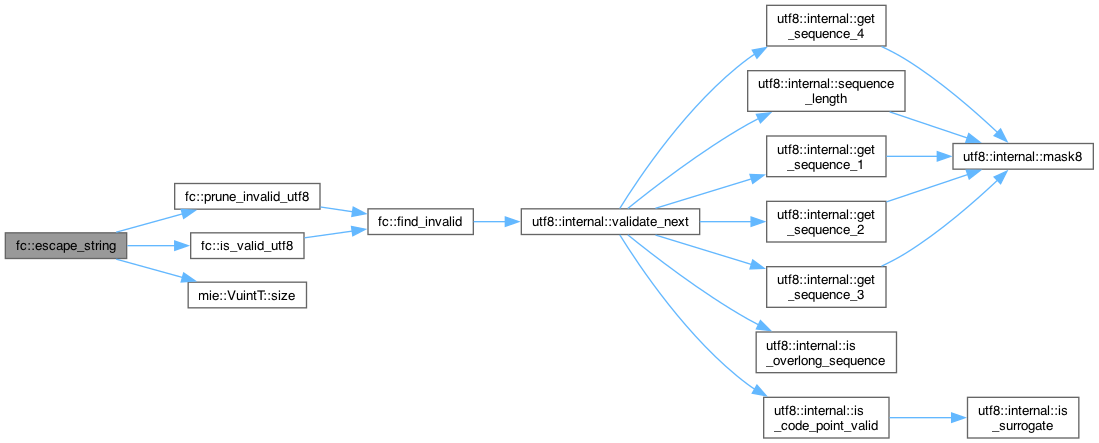 fc::escape_string
fc::prune_invalid_utf8
fc::is_valid_utf8
mie::VuintT::size
fc::find_invalid
utf8::internal::validate_next
utf8::internal::get
_sequence_4
utf8::internal::sequence
_length
utf8::internal::get
_sequence_1
utf8::internal::get
_sequence_2
utf8::internal::get
_sequence_3
utf8::internal::is
_overlong_sequence
utf8::internal::is
_code_point_valid
utf8::internal::mask8
utf8::internal::is
_surrogate